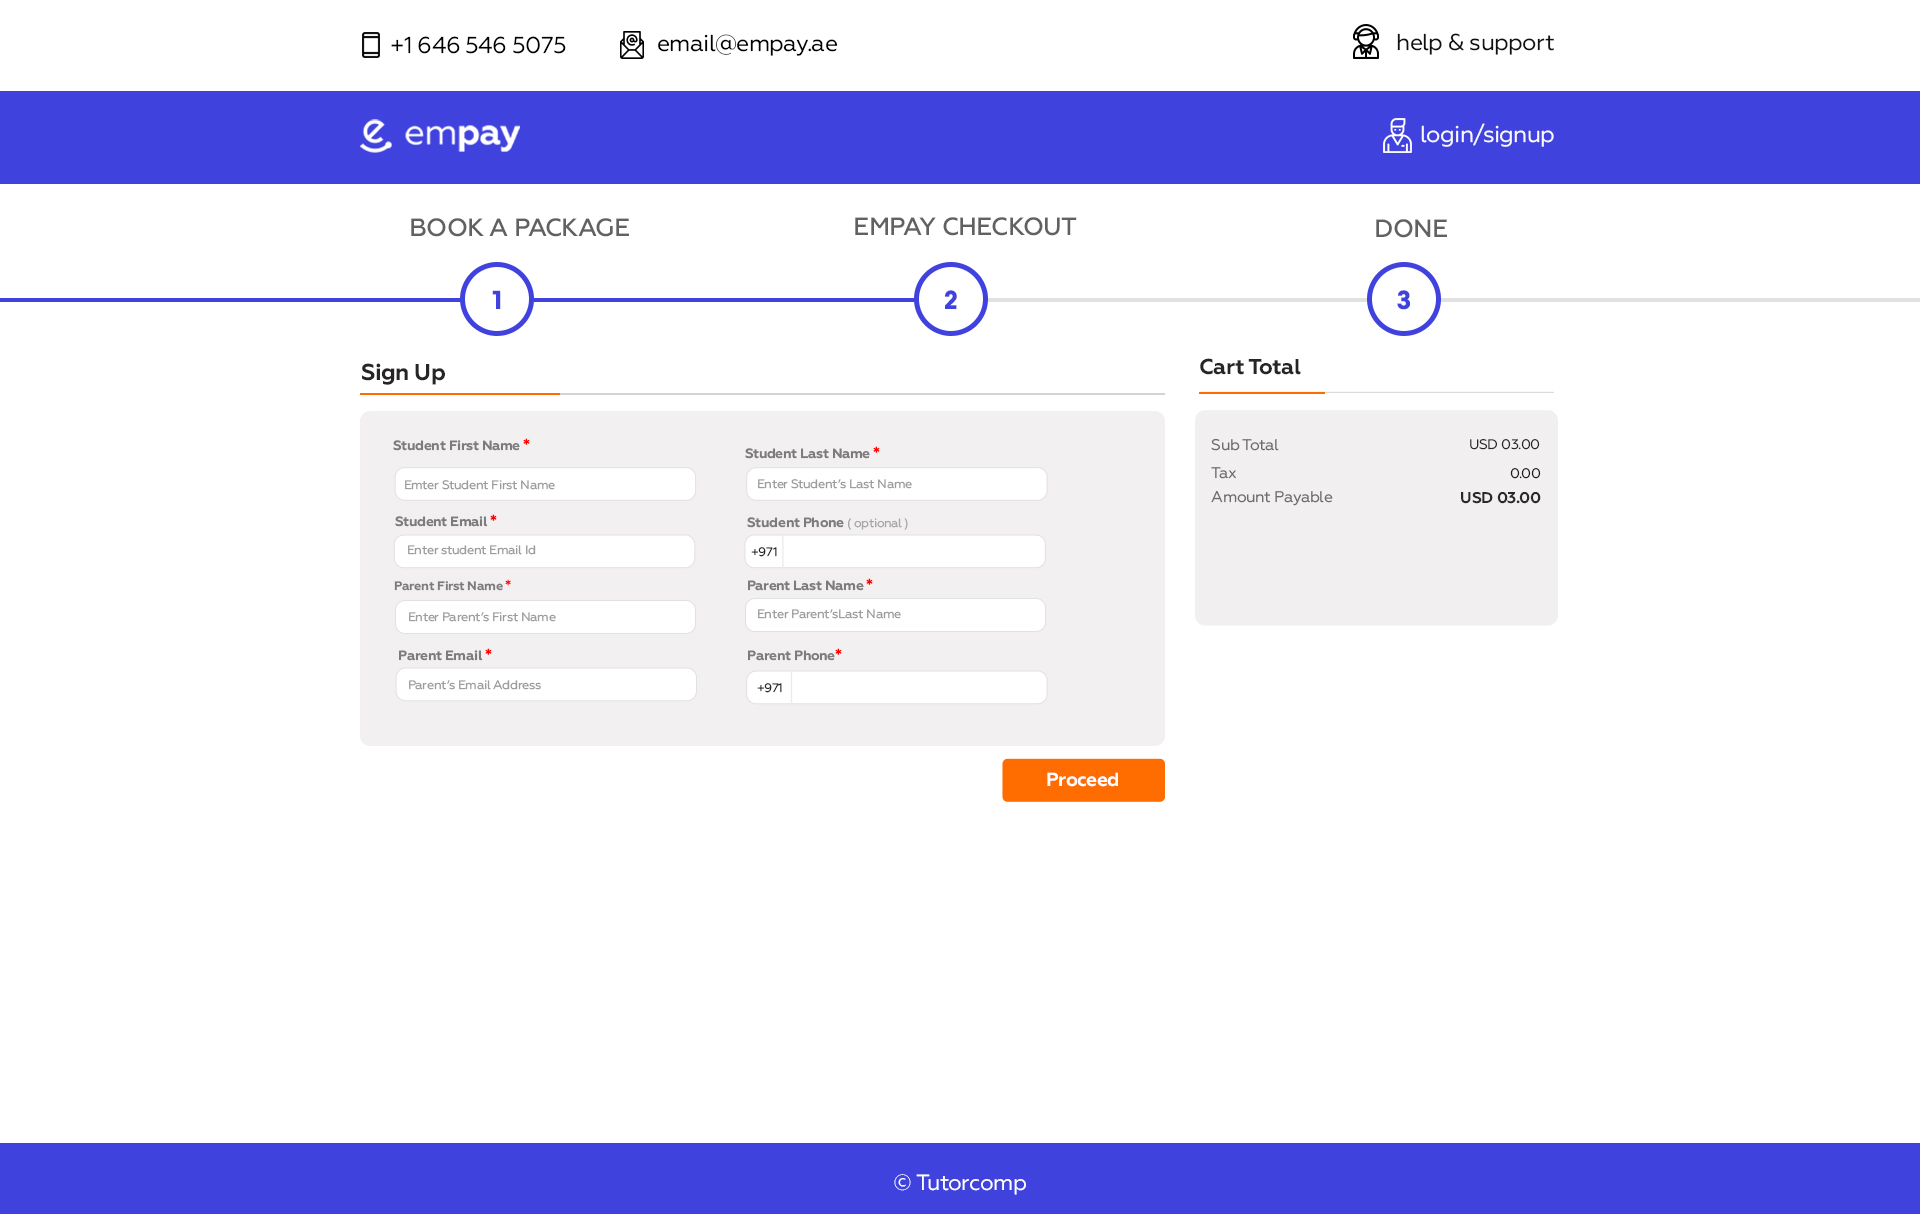 +1 646 546 5075
email@empay.ae
help & support
empay
login/signup
BOOK A PACKAGE
EMPAY CHECKOUT
DONE
1
2
3
Sign Up
Student First Name *
Student Last Name *
Enter Student First Name
Enter Student's Last Name
Student Email *
Student Phone ( optional )
Enter student Email Id
+971
Parent First Name *
Parent Last Name *
Enter Parent's First Name
Enter Parent'sLast Name
Parent Email *
Parent Phone*
Parent's Email Address
+971
Proceed
Cart Total
Sub Total USD 03.00
Tax 0.00
Amount Payable USD 03.00
© Tutorcomp